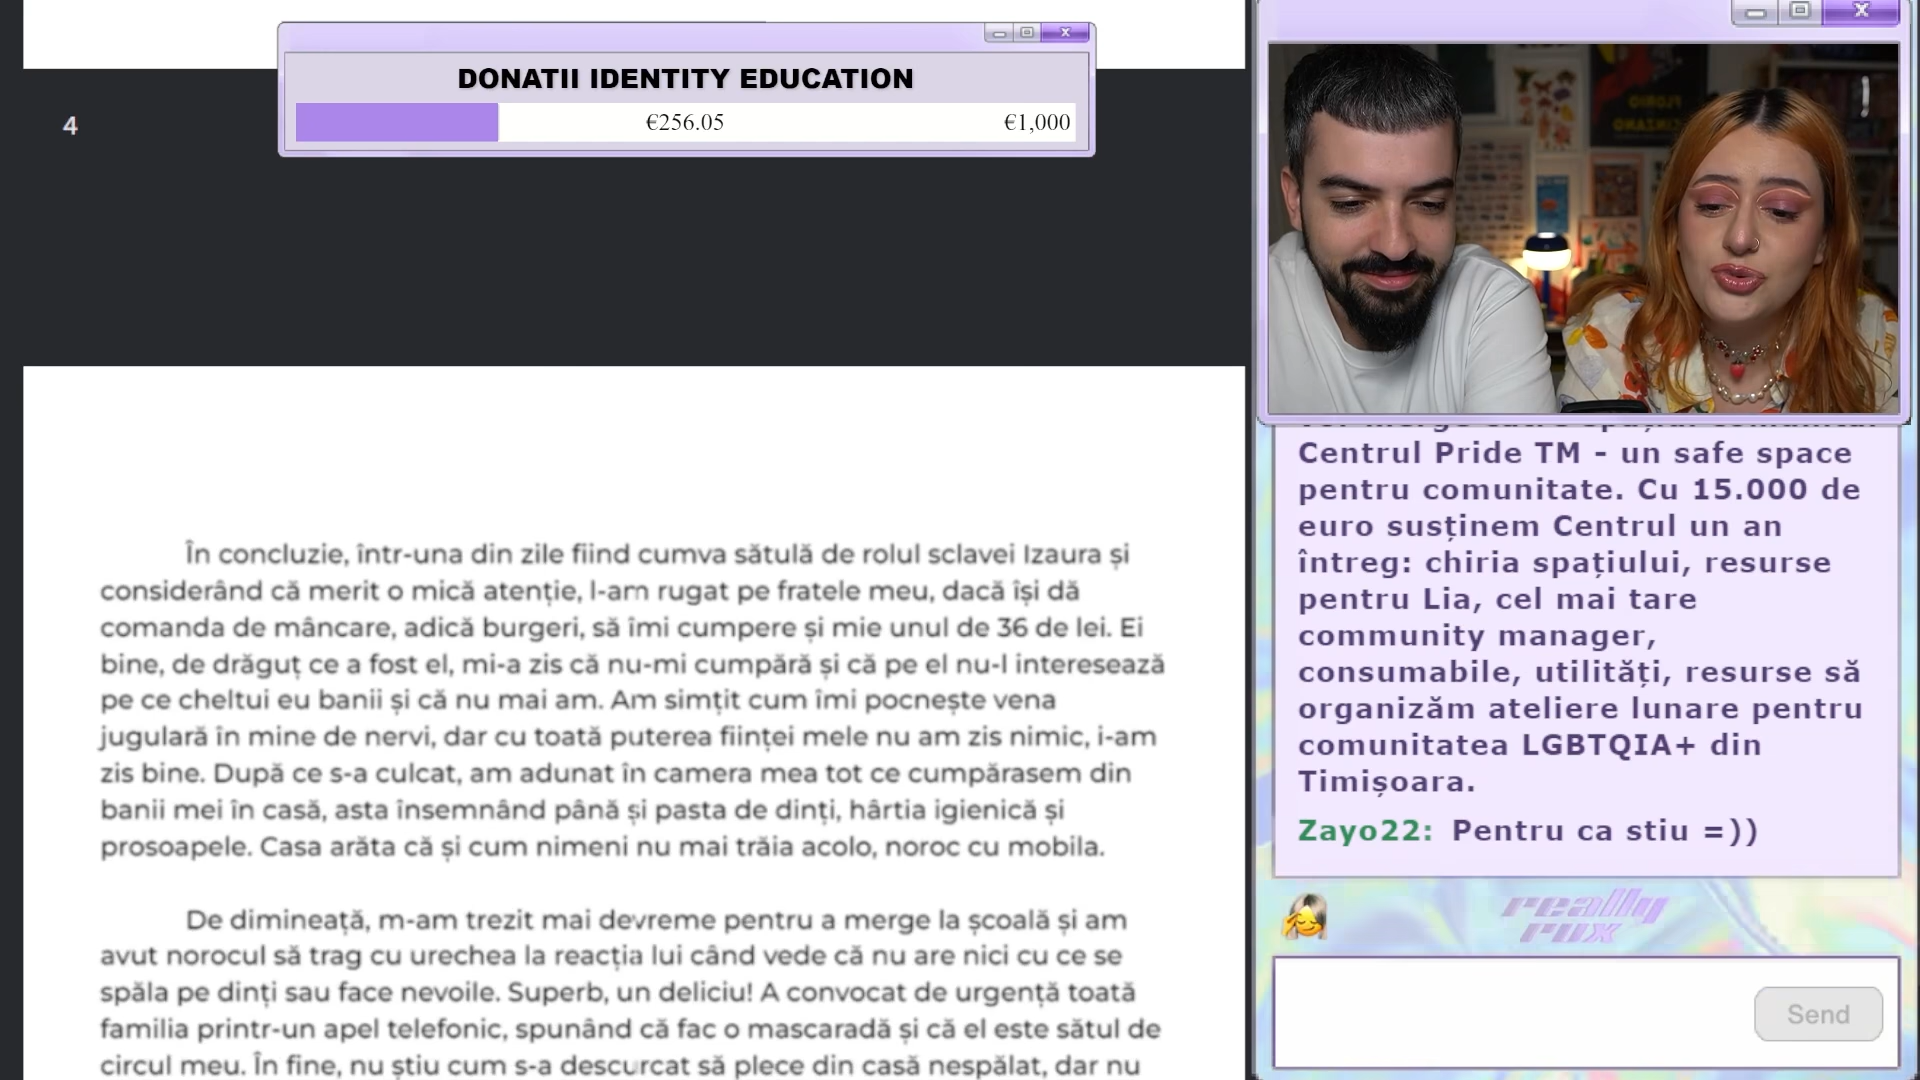 DONATII IDENTITY EDUCATION
€256.05
€1,000
4
În concluzie, într-una din zile fiind cumva sătulă de rolul sclavei Izaura și
considerând că merit o mică atenție, l-am rugat pe fratele meu, dacă își dă
comanda de mâncare, adică burgeri, să îmi cumpere și mie unul de 36 de lei. Ei
bine, de drăguț ce a fost el, mi-a zis că nu-mi cumpără și că pe el nu-l interesează
pe ce cheltui eu banii și că nu mai am. Am simțit cum îmi pocnește vena
jugulară în mine de nervi, dar cu toată puterea ființei mele nu am zis nimic, i-am
zis bine. După ce s-a culcat, am adunat în camera mea tot ce cumpărasem din
banii mei în casă, asta însemnând până și pasta de dinți, hârtia igienică și
prosoapele. Casa arăta că și cum nimeni nu mai trăia acolo, noroc cu mobila.
De dimineață, m-am trezit mai devreme pentru a merge la școală și am
avut norocul să trag cu urechea la reacția lui când vede că nu are nici cu ce se
spăla pe dinți sau face nevoile. Superb, un deliciu! A convocat de urgență toată
familia printr-un apel telefonic, spunând că fac o mascaradă și că el este sătul de
circul meu. În fine, nu știu cum s-a descurcat să plece din casă nespălat, dar nu
Centrul Pride TM - un safe space
pentru comunitate. Cu 15.000 de
euro susținem Centrul un an
întreg: chiria spațiului, resurse
pentru Lia, cel mai tare
community manager,
consumabile, utilități, resurse să
organizăm ateliere lunare pentru
comunitatea LGBTQIA+ din
Timișoara.
Zayo22: Pentru ca stiu =))
really
rux
Send